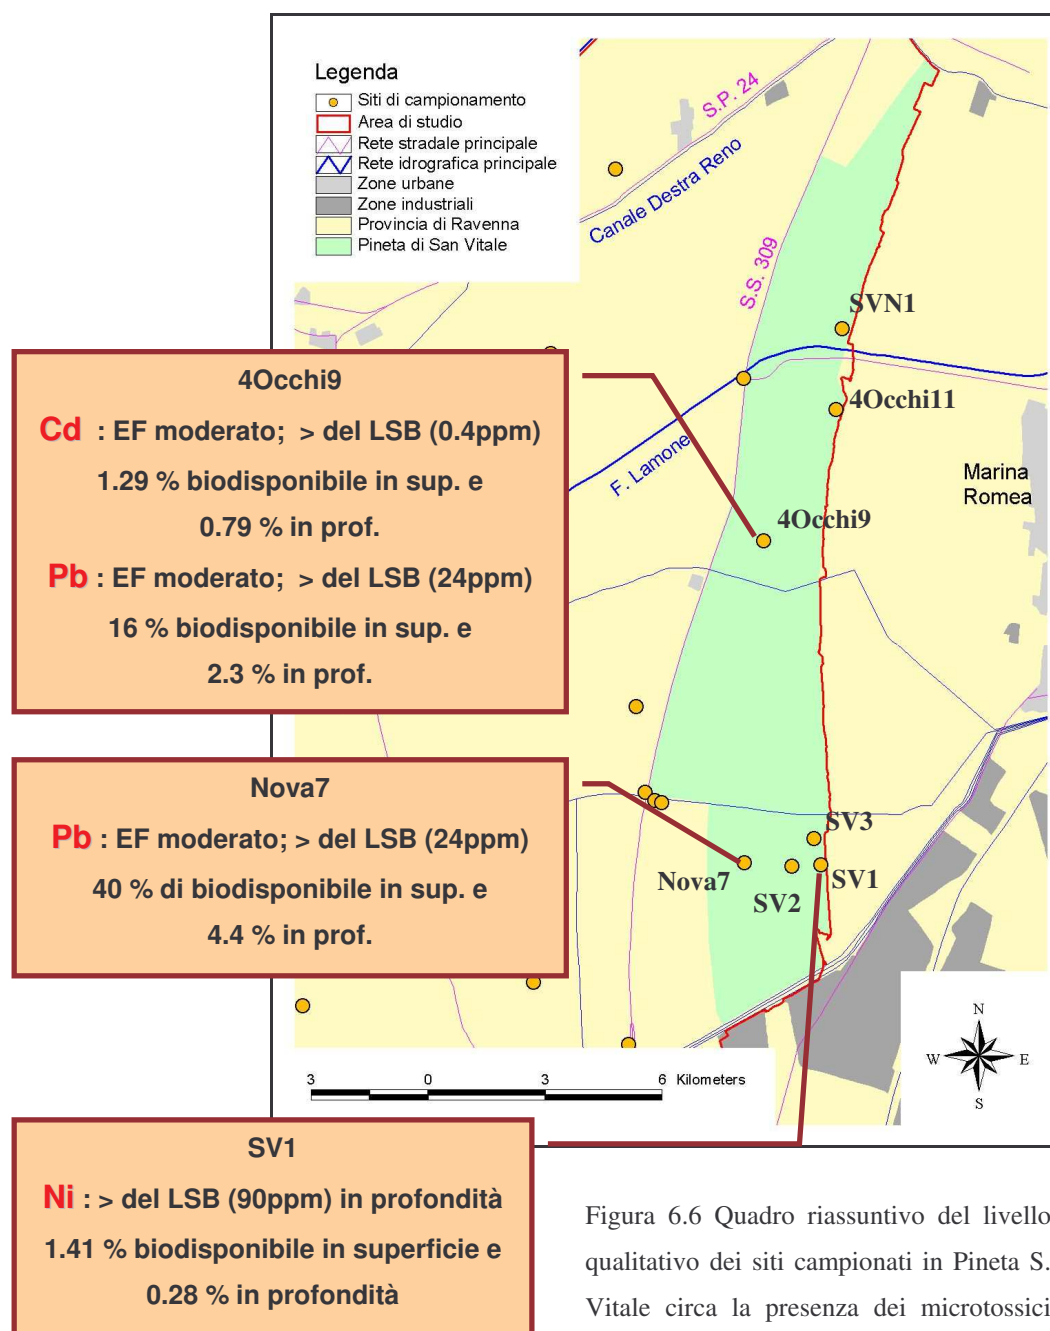 Legenda
Siti di campionamento
Area di studio
Rete stradale principale
Rete idrografica principale
Zone urbane
Zone industriali
Provincia di Ravenna
Pineta di San Vitale
S.P. 24
Canale Destra Reno
S.S. 309
SVN1
4Occhi11
F. Lamone
Marina
Romea
4Occhi9
SV3
Nova7
SV2
SV1
4Occhi9
Cd : EF moderato; > del LSB (0.4ppm)
1.29 % biodisponibile in sup. e
0.79 % in prof.
Pb : EF moderato; > del LSB (24ppm)
16 % biodisponibile in sup. e
2.3 % in prof.
Nova7
Pb : EF moderato; > del LSB (24ppm)
40 % di biodisponibile in sup. e
4.4 % in prof.
N
W E
S
3 0 3 6 Kilometers
SV1
Ni : > del LSB (90ppm) in profondità
1.41 % biodisponibile in superficie e
0.28 % in profondità
Figura 6.6 Quadro riassuntivo del livello
qualitativo dei siti campionati in Pineta S.
Vitale circa la presenza dei microtossici